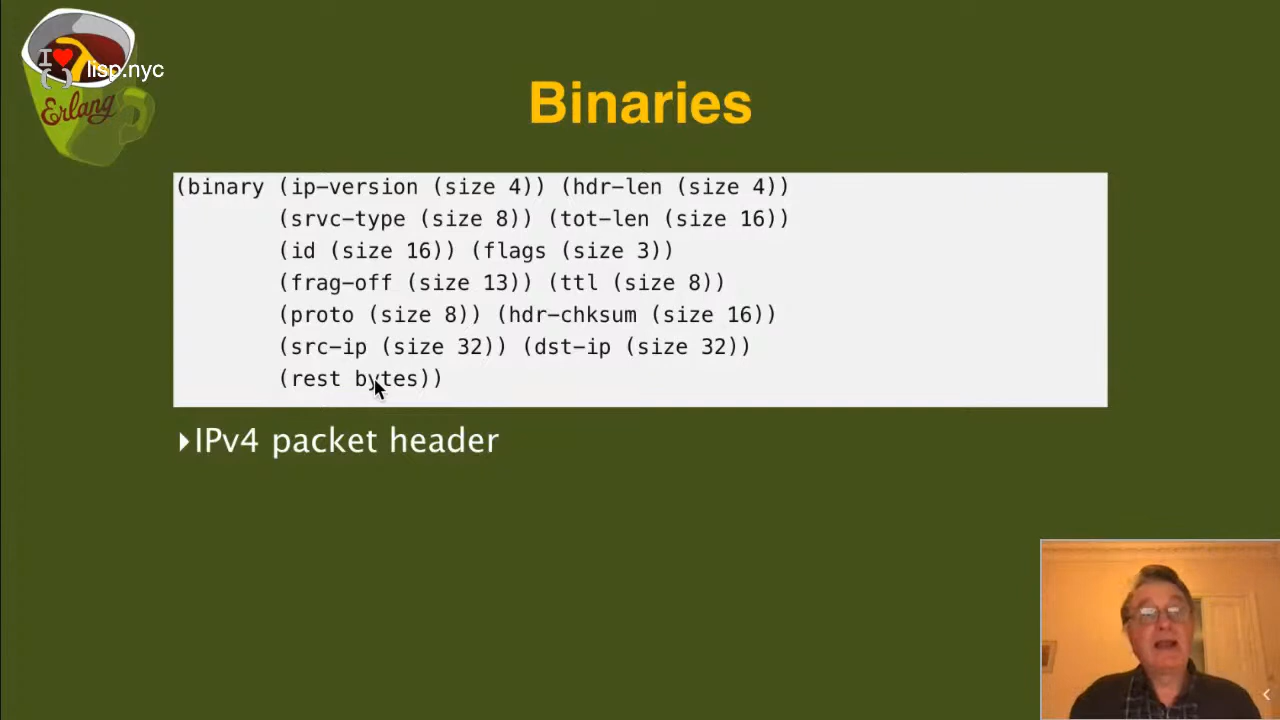 I ❤
( ) lisp.nyc
Erlang
Binaries
(binary (ip-version (size 4)) (hdr-len (size 4))
(srvc-type (size 8)) (tot-len (size 16))
(id (size 16)) (flags (size 3))
(frag-off (size 13)) (ttl (size 8))
(proto (size 8)) (hdr-chksum (size 16))
(src-ip (size 32)) (dst-ip (size 32))
(rest bytes))
‣IPv4 packet header